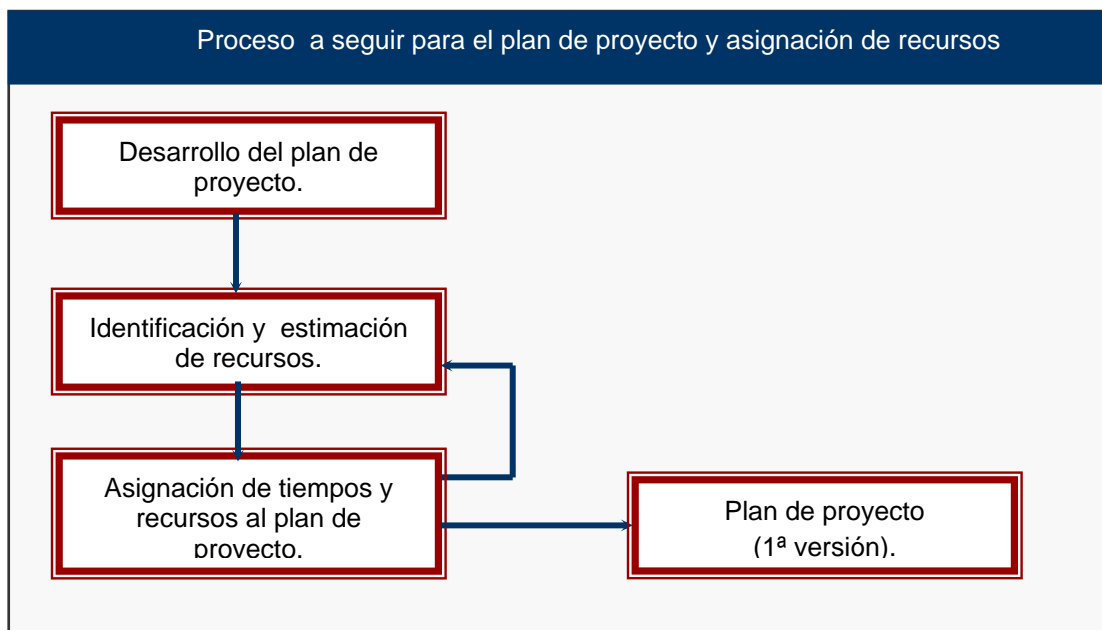 Proceso a seguir para el plan de proyecto y asignación de recursos
Desarrollo del plan de
proyecto.
Identificación y estimación
de recursos.
Asignación de tiempos y
recursos al plan de
proyecto.
Plan de proyecto
(1ª versión).